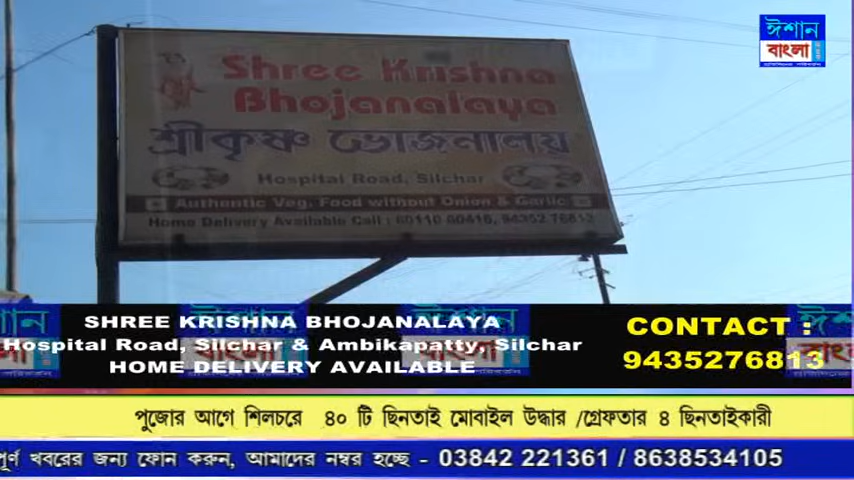 ঈশান
বাংলা
Shree Krishna
Bhojanalaya
শ্রীকৃষ্ণ ভোজনালয়
Hospital Road, Silchar
Authentic Veg. Food without Onion & Garlic
Home Delivery Available Call : 94352 76813
SHREE KRISHNA BHOJANALAYA
Hospital Road, Silchar & Ambikapatty, Silchar
HOME DELIVERY AVAILABLE
CONTACT :
9435276813
পুজোর আগে শিলচরে ৪০ টি ছিনতাই মোবাইল উদ্ধার /গ্রেফতার ৪ ছিনতাইকারী
খবরের জন্য ফোন করুন, আমাদের নম্বর হচ্ছে - 03842 221361 / 8638534105